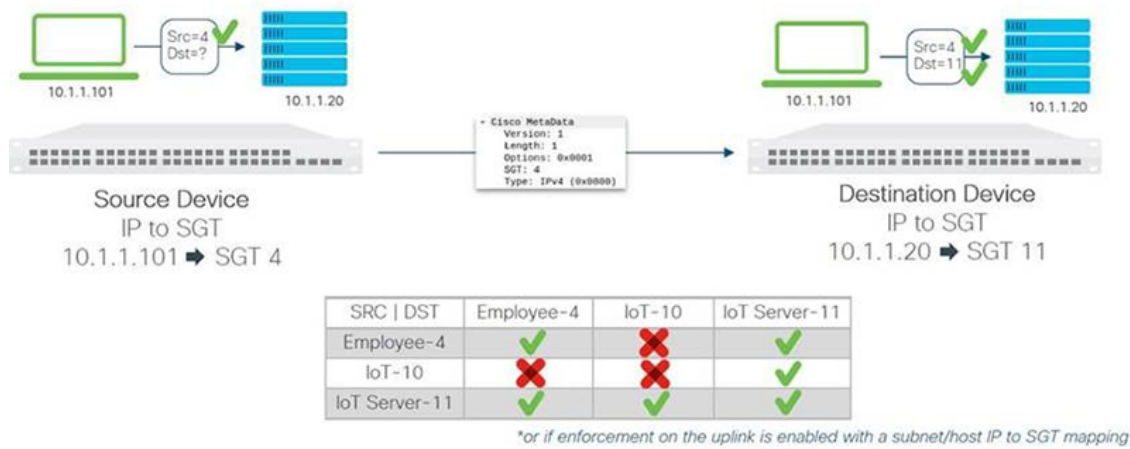 Src=4
Dst=?
10.1.1.101
10.1.1.20
Src=4
Dst=11
10.1.1.101
10.1.1.20
- Cisco MetaData
Version: 1
Length: 1
Options: 0x0001
SGT: 4
Type: IPv4 (0x0800)
Source Device
IP to SGT
10.1.1.101 ➡ SGT 4
Destination Device
IP to SGT
10.1.1.20 ➡ SGT 11
SRC | DST Employee-4 IoT-10 IoT Server-11
Employee-4
IoT-10
IoT Server-11
*or if enforcement on the uplink is enabled with a subnet/host IP to SGT mapping